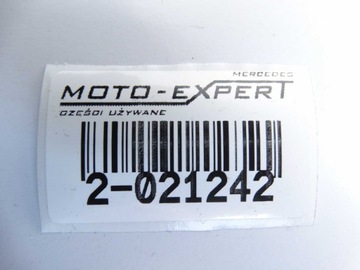 MERCEDES
MOTO-EXPERT
CZĘŚCI UŻYWANE
2-021242